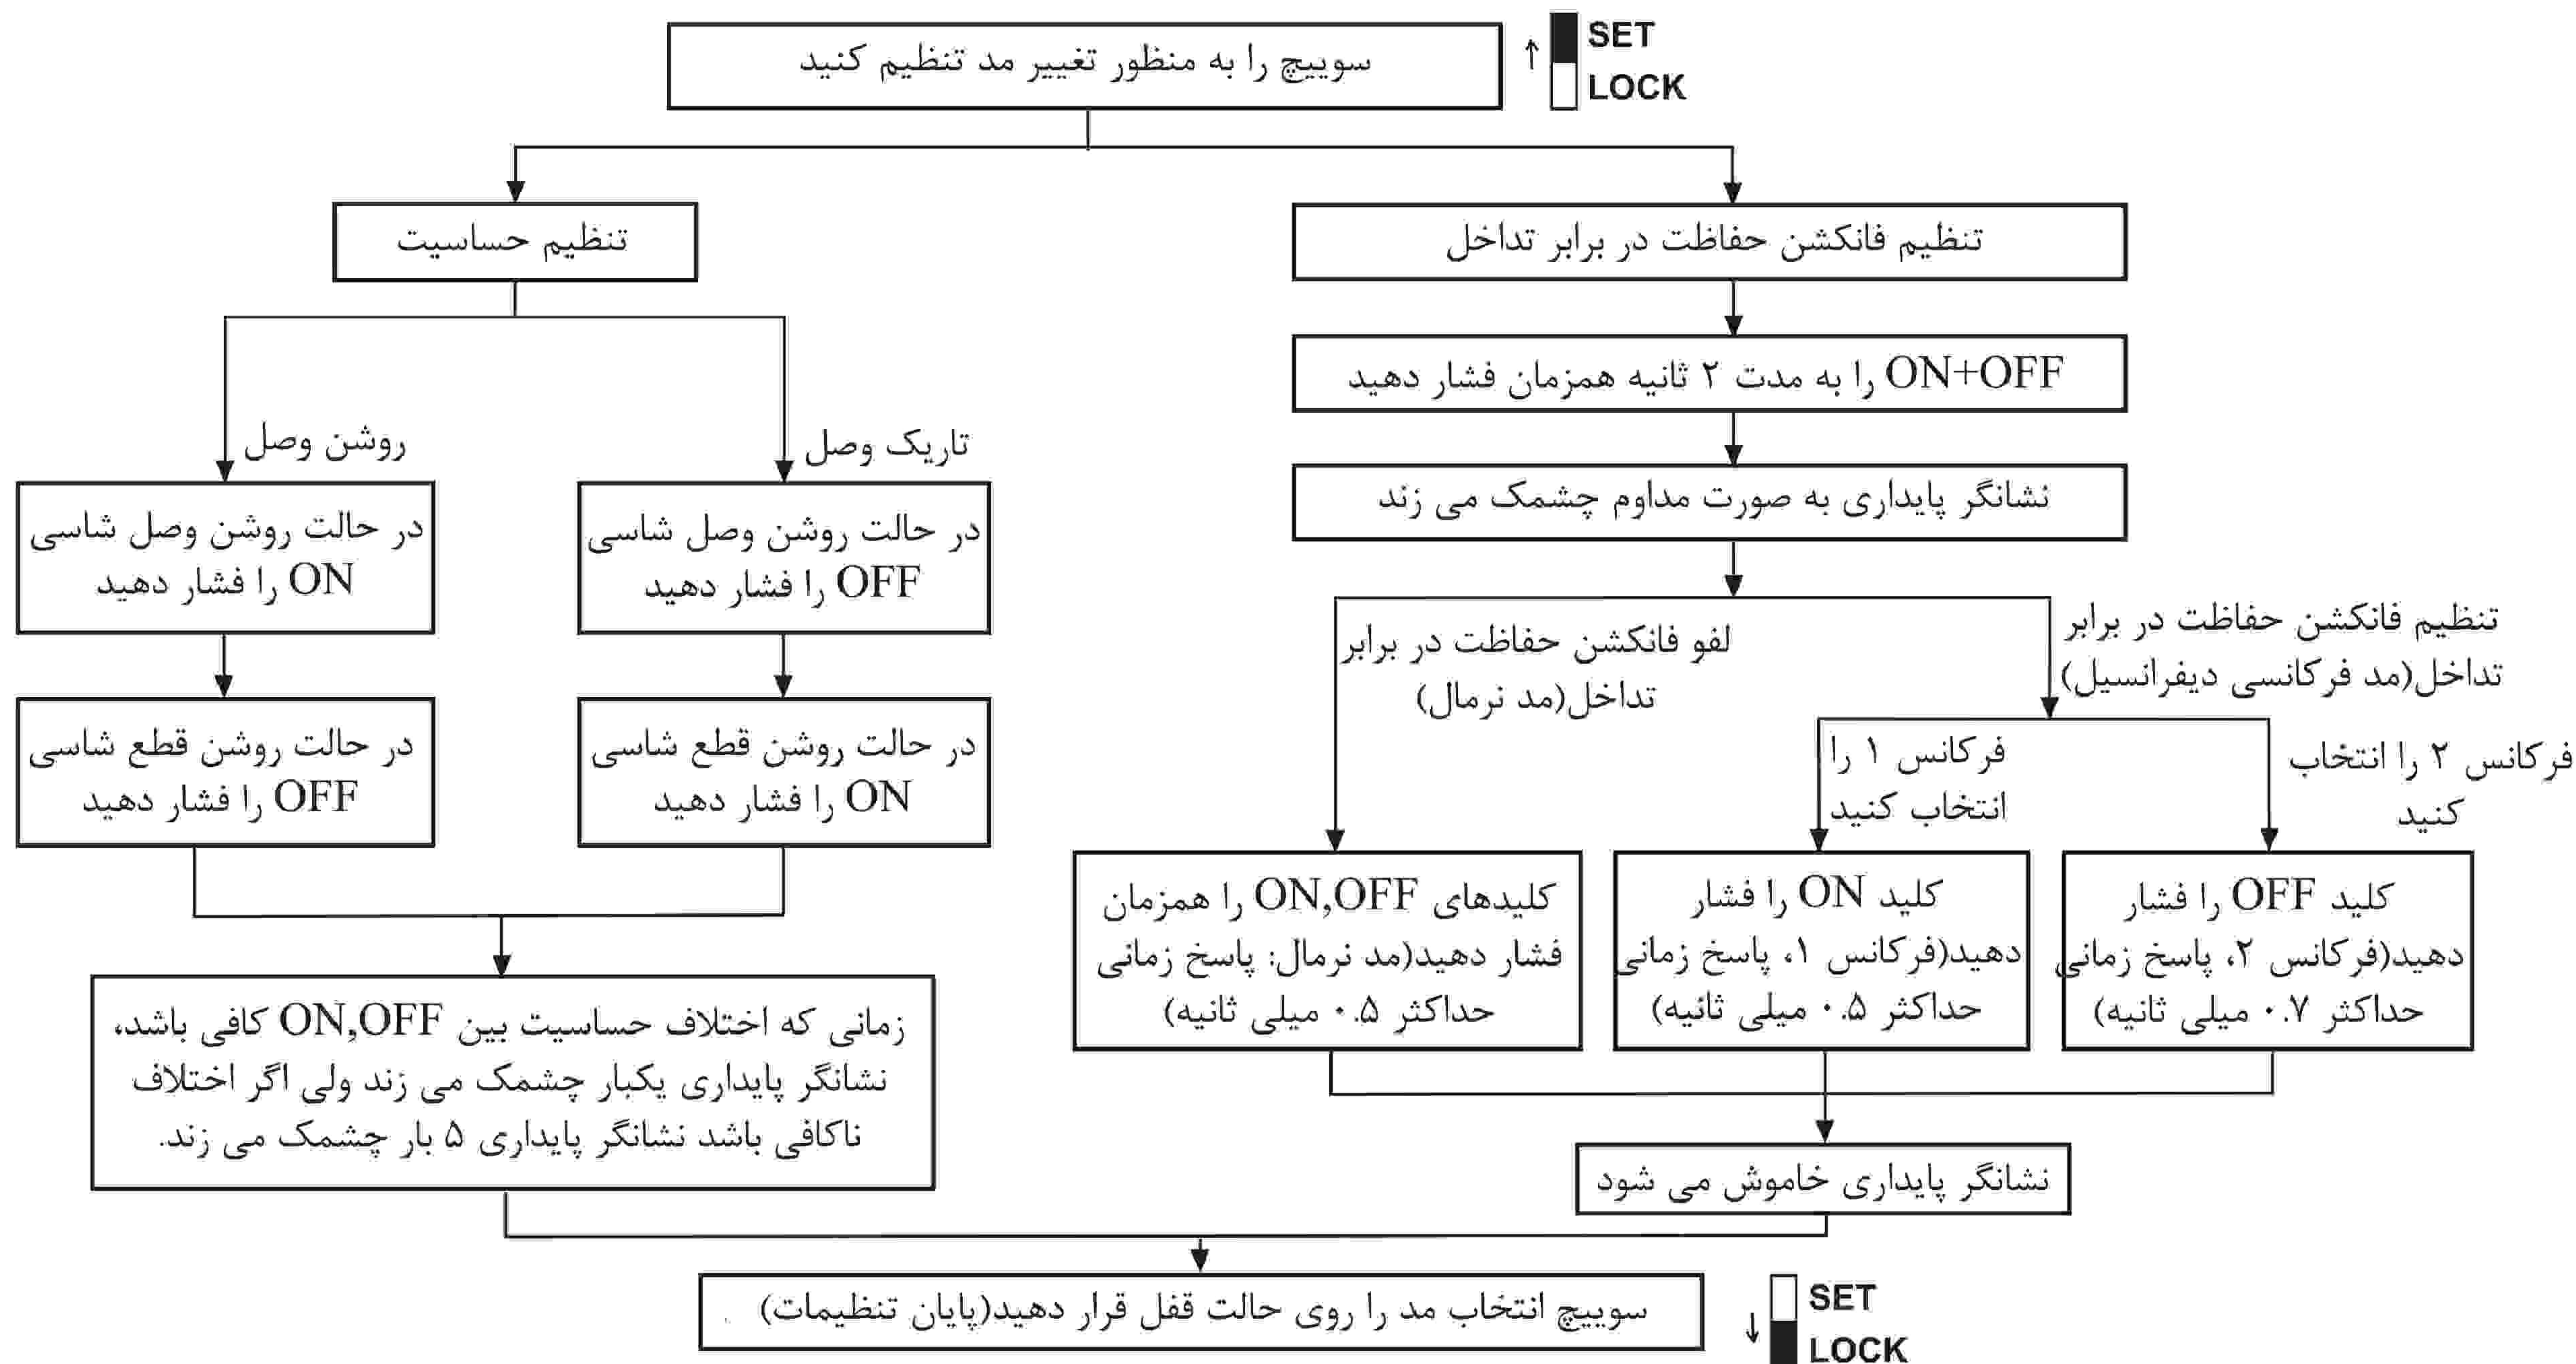 سوییچ را به منظور تغییر مد تنظیم کنید
SET
LOCK
تنظیم حساسیت
تنظیم فانکشن حفاظت در برابر تداخل
ON+OFF را به مدت ۲ ثانیه همزمان فشار دهید
نشانگر پایداری به صورت مداوم چشمک می زند
روشن وصل
تاریک وصل
در حالت روشن وصل شاسی
ON را فشار دهید
در حالت روشن وصل شاسی
OFF را فشار دهید
در حالت روشن قطع شاسی
OFF را فشار دهید
در حالت روشن قطع شاسی
ON را فشار دهید
زمانی که اختلاف حساسیت بین ON,OFF کافی باشد،
نشانگر پایداری یکبار چشمک می زند ولی اگر اختلاف
ناکافی باشد نشانگر پایداری ۵ بار چشمک می زند.
تنظیم فانکشن حفاظت در برابر
تداخل(مد فرکانسی دیفرانسیل)
لفو فانکشن حفاظت در برابر
تداخل(مد نرمال)
فرکانس ۲ را انتخاب
کنید
فرکانس ۱ را
انتخاب کنید
کلید OFF را فشار
دهید(فرکانس ۲، پاسخ زمانی
حداکثر ۰.۷ میلی ثانیه)
کلید ON را فشار
دهید(فرکانس ۱، پاسخ زمانی
حداکثر ۰.۵ میلی ثانیه)
کلیدهای ON,OFF را همزمان
فشار دهید(مد نرمال: پاسخ زمانی
حداکثر ۰.۵ میلی ثانیه)
نشانگر پایداری خاموش می شود
سوییچ انتخاب مد را روی حالت قفل قرار دهید(پایان تنظیمات)
SET
LOCK